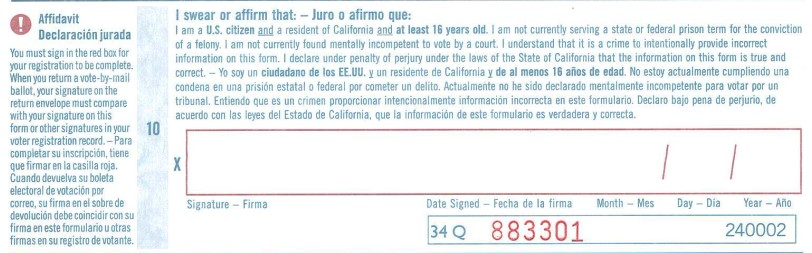 Affidavit
Declaración jurada
You must sign in the red box for
your registration to be complete.
When you return a vote-by-mail
ballot, your signature on the
return envelope must compare
with your signature on this
form or other signatures in your
voter registration record. – Para
completar su inscripción, tiene
que firmar en la casilla roja.
Cuando devuelva su boleta
electoral de votación por
correo, su firma en el sobre de
devolución debe coincidir con su
firma en este formulario u otras
firmas en su registro de votante.
10
I swear or affirm that: – Juro o afirmo que:
I am a U.S. citizen and a resident of California and at least 16 years old. I am not currently serving a state or federal prison term for the conviction
of a felony. I am not currently found mentally incompetent to vote by a court. I understand that it is a crime to intentionally provide incorrect
information on this form. I declare under penalty of perjury under the laws of the State of California that the information on this form is true and
correct. – Yo soy un ciudadano de los EE.UU. y un residente de California y de al menos 16 años de edad. No estoy actualmente cumpliendo una
condena en una prisión estatal o federal por cometer un delito. Actualmente no he sido declarado mentalmente incompetente para votar por un
tribunal. Entiendo que es un crimen proporcionar intencionalmente información incorrecta en este formulario. Declaro bajo pena de perjurio, de
acuerdo con las leyes del Estado de California, que la información de este formulario es verdadera y correcta.
X / /
Signature – Firma Date Signed – Fecha de la firma Month – Mes Day – Día Year – Año
34 Q 883301 240002